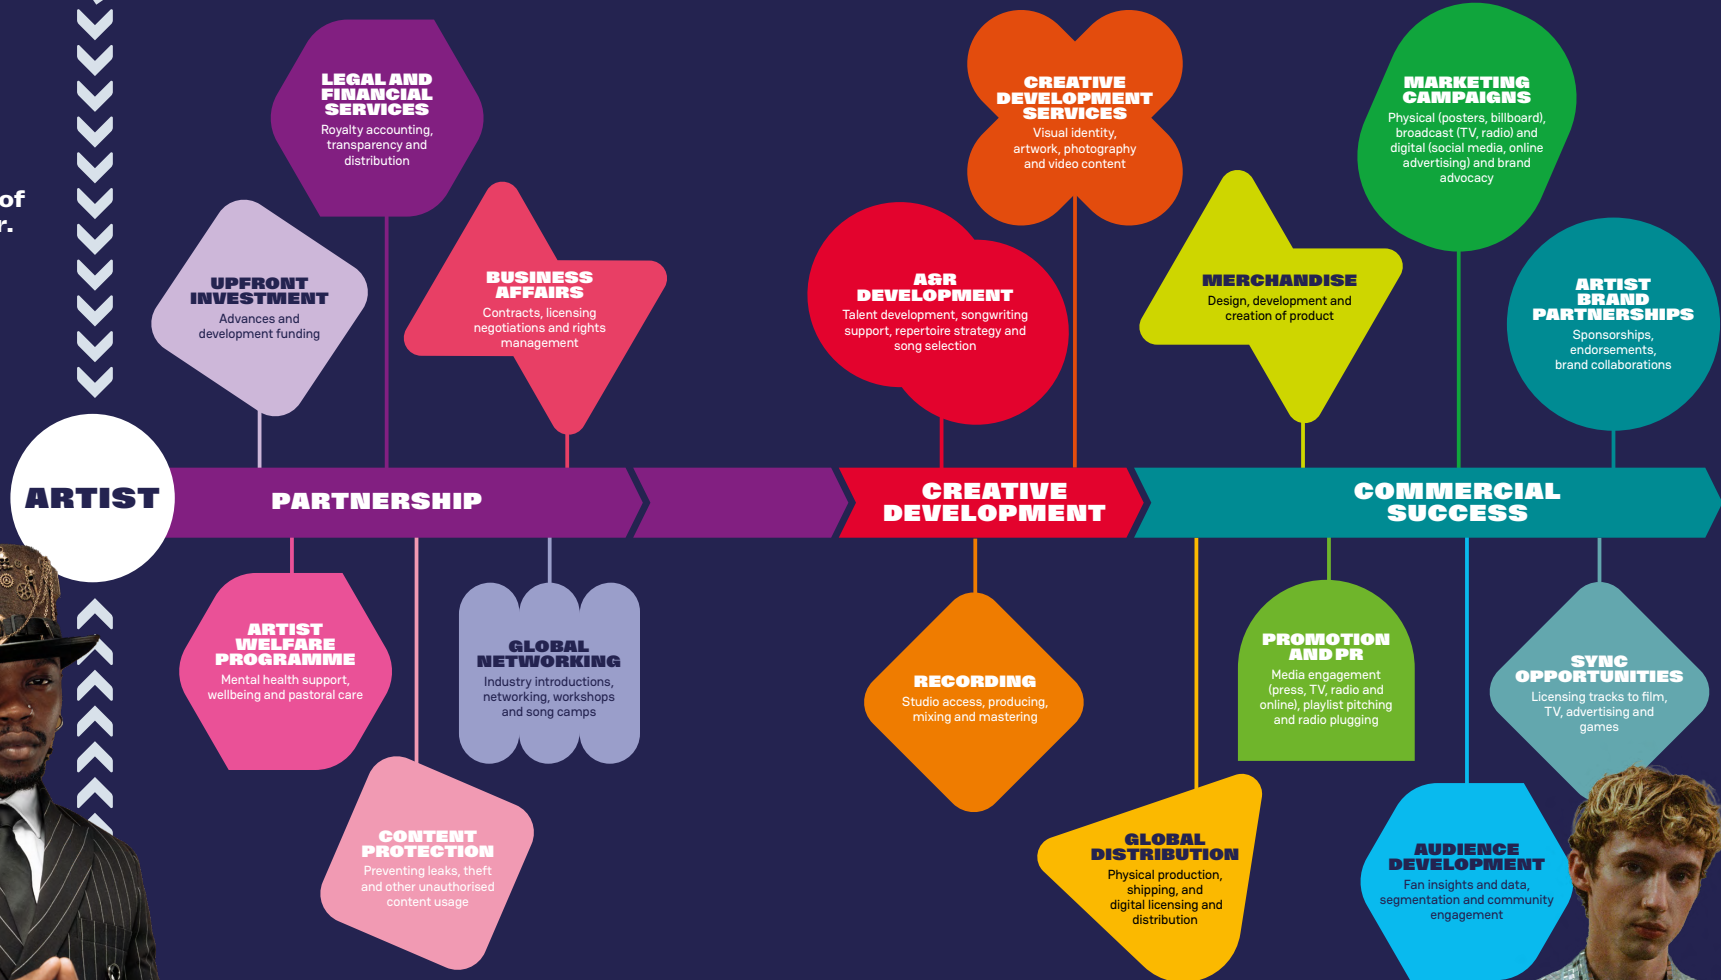 of
r.
LEGAL AND
FINANCIAL
SERVICES
Royalty accounting,
transparency and
distribution
UPFRONT
INVESTMENT
Advances and
development funding
BUSINESS
AFFAIRS
Contracts, licensing
negotiations and rights
management
CREATIVE
DEVELOPMENT
SERVICES
Visual identity,
artwork, photography
and video content
A&R
DEVELOPMENT
Talent development, songwriting
support, repertoire strategy and
song selection
MERCHANDISE
Design, development and
creation of product
MARKETING
CAMPAIGNS
Physical (posters, billboard),
broadcast (TV, radio) and
digital (social media, online
advertising) and brand
advocacy
ARTIST
BRAND
PARTNERSHIPS
Sponsorships,
endorsements,
brand collaborations
ARTIST
PARTNERSHIP
CREATIVE
DEVELOPMENT
COMMERCIAL
SUCCESS
ARTIST
WELFARE
PROGRAMME
Mental health support,
wellbeing and pastoral care
GLOBAL
NETWORKING
Industry introductions,
networking, workshops
and song camps
CONTENT
PROTECTION
Preventing leaks, theft
and other unauthorised
content usage
RECORDING
Studio access, producing,
mixing and mastering
GLOBAL
DISTRIBUTION
Physical production,
shipping, and
digital licensing and
distribution
PROMOTION
AND PR
Media engagement
(press, TV, radio and
online), playlist pitching
and radio plugging
SYNC
OPPORTUNITIES
Licensing tracks to film,
TV, advertising and
games
AUDIENCE
DEVELOPMENT
Fan insights and data,
segmentation and community
engagement